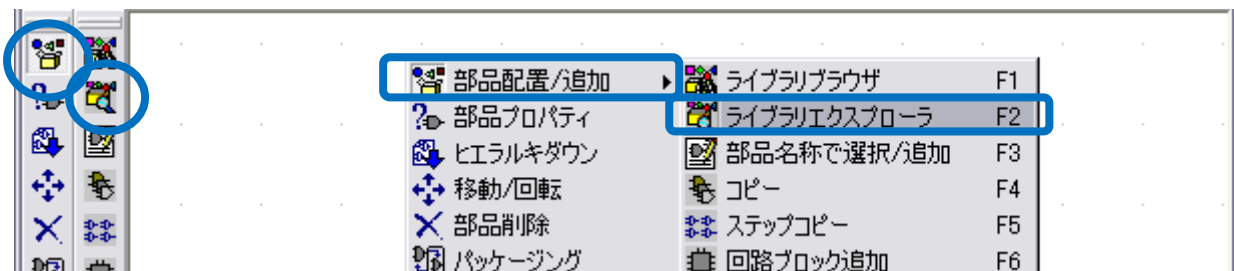 部品配置/追加
部品プロパティ
ヒエラルキダウン
移動/回転
部品削除
パッケージング
ライブラリブラウザ F1
ライブラリエクスプローラ F2
部品名称で選択/追加 F3
コピー F4
ステップコピー F5
回路ブロック追加 F6